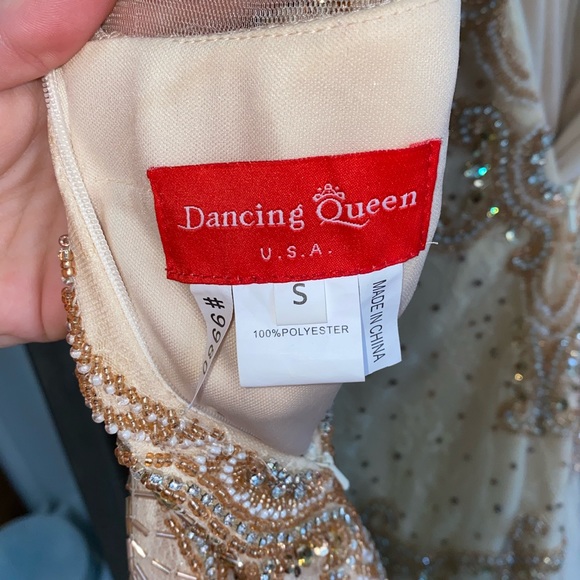 Dancing Queen
U.S.A.
S
100%POLYESTER
MADE IN CHINA